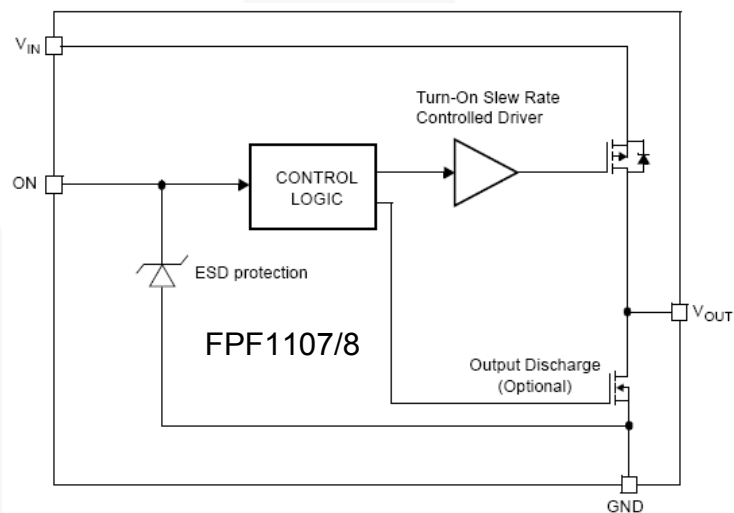 VIN
Turn-On Slew Rate
Controlled Driver
ON
CONTROL
LOGIC
ESD protection
FPF1107/8
VOUT
Output Discharge
(Optional)
GND